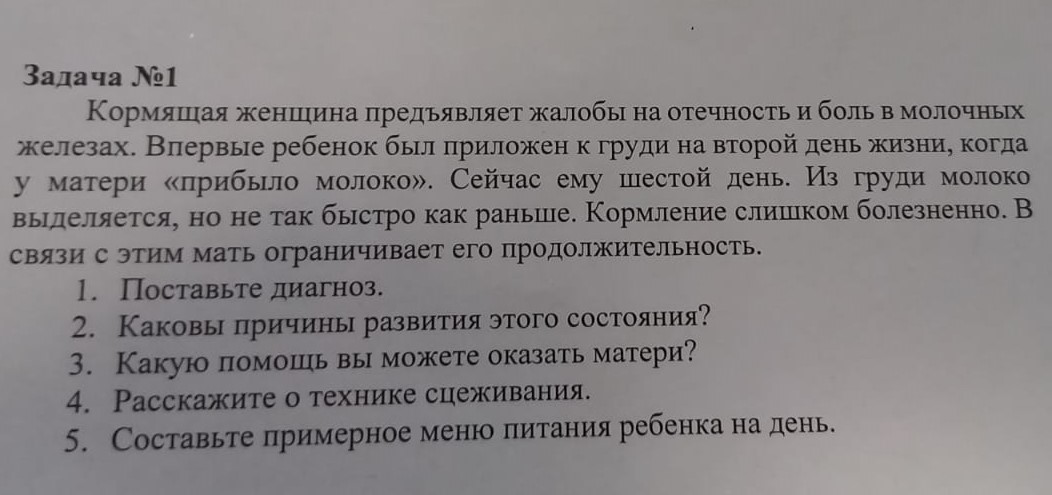 Задача №1
Кормящая женщина предъявляет жалобы на отечность и боль в молочных
железах. Впервые ребенок был приложен к груди на второй день жизни, когда
у матери «прибыло молоко». Сейчас ему шестой день. Из груди молоко
выделяется, но не так быстро как раньше. Кормление слишком болезненно. В
связи с этим мать ограничивает его продолжительность.
1. Поставьте диагноз.
2. Каковы причины развития этого состояния?
3. Какую помощь вы можете оказать матери?
4. Расскажите о технике сцеживания.
5. Составьте примерное меню питания ребенка на день.